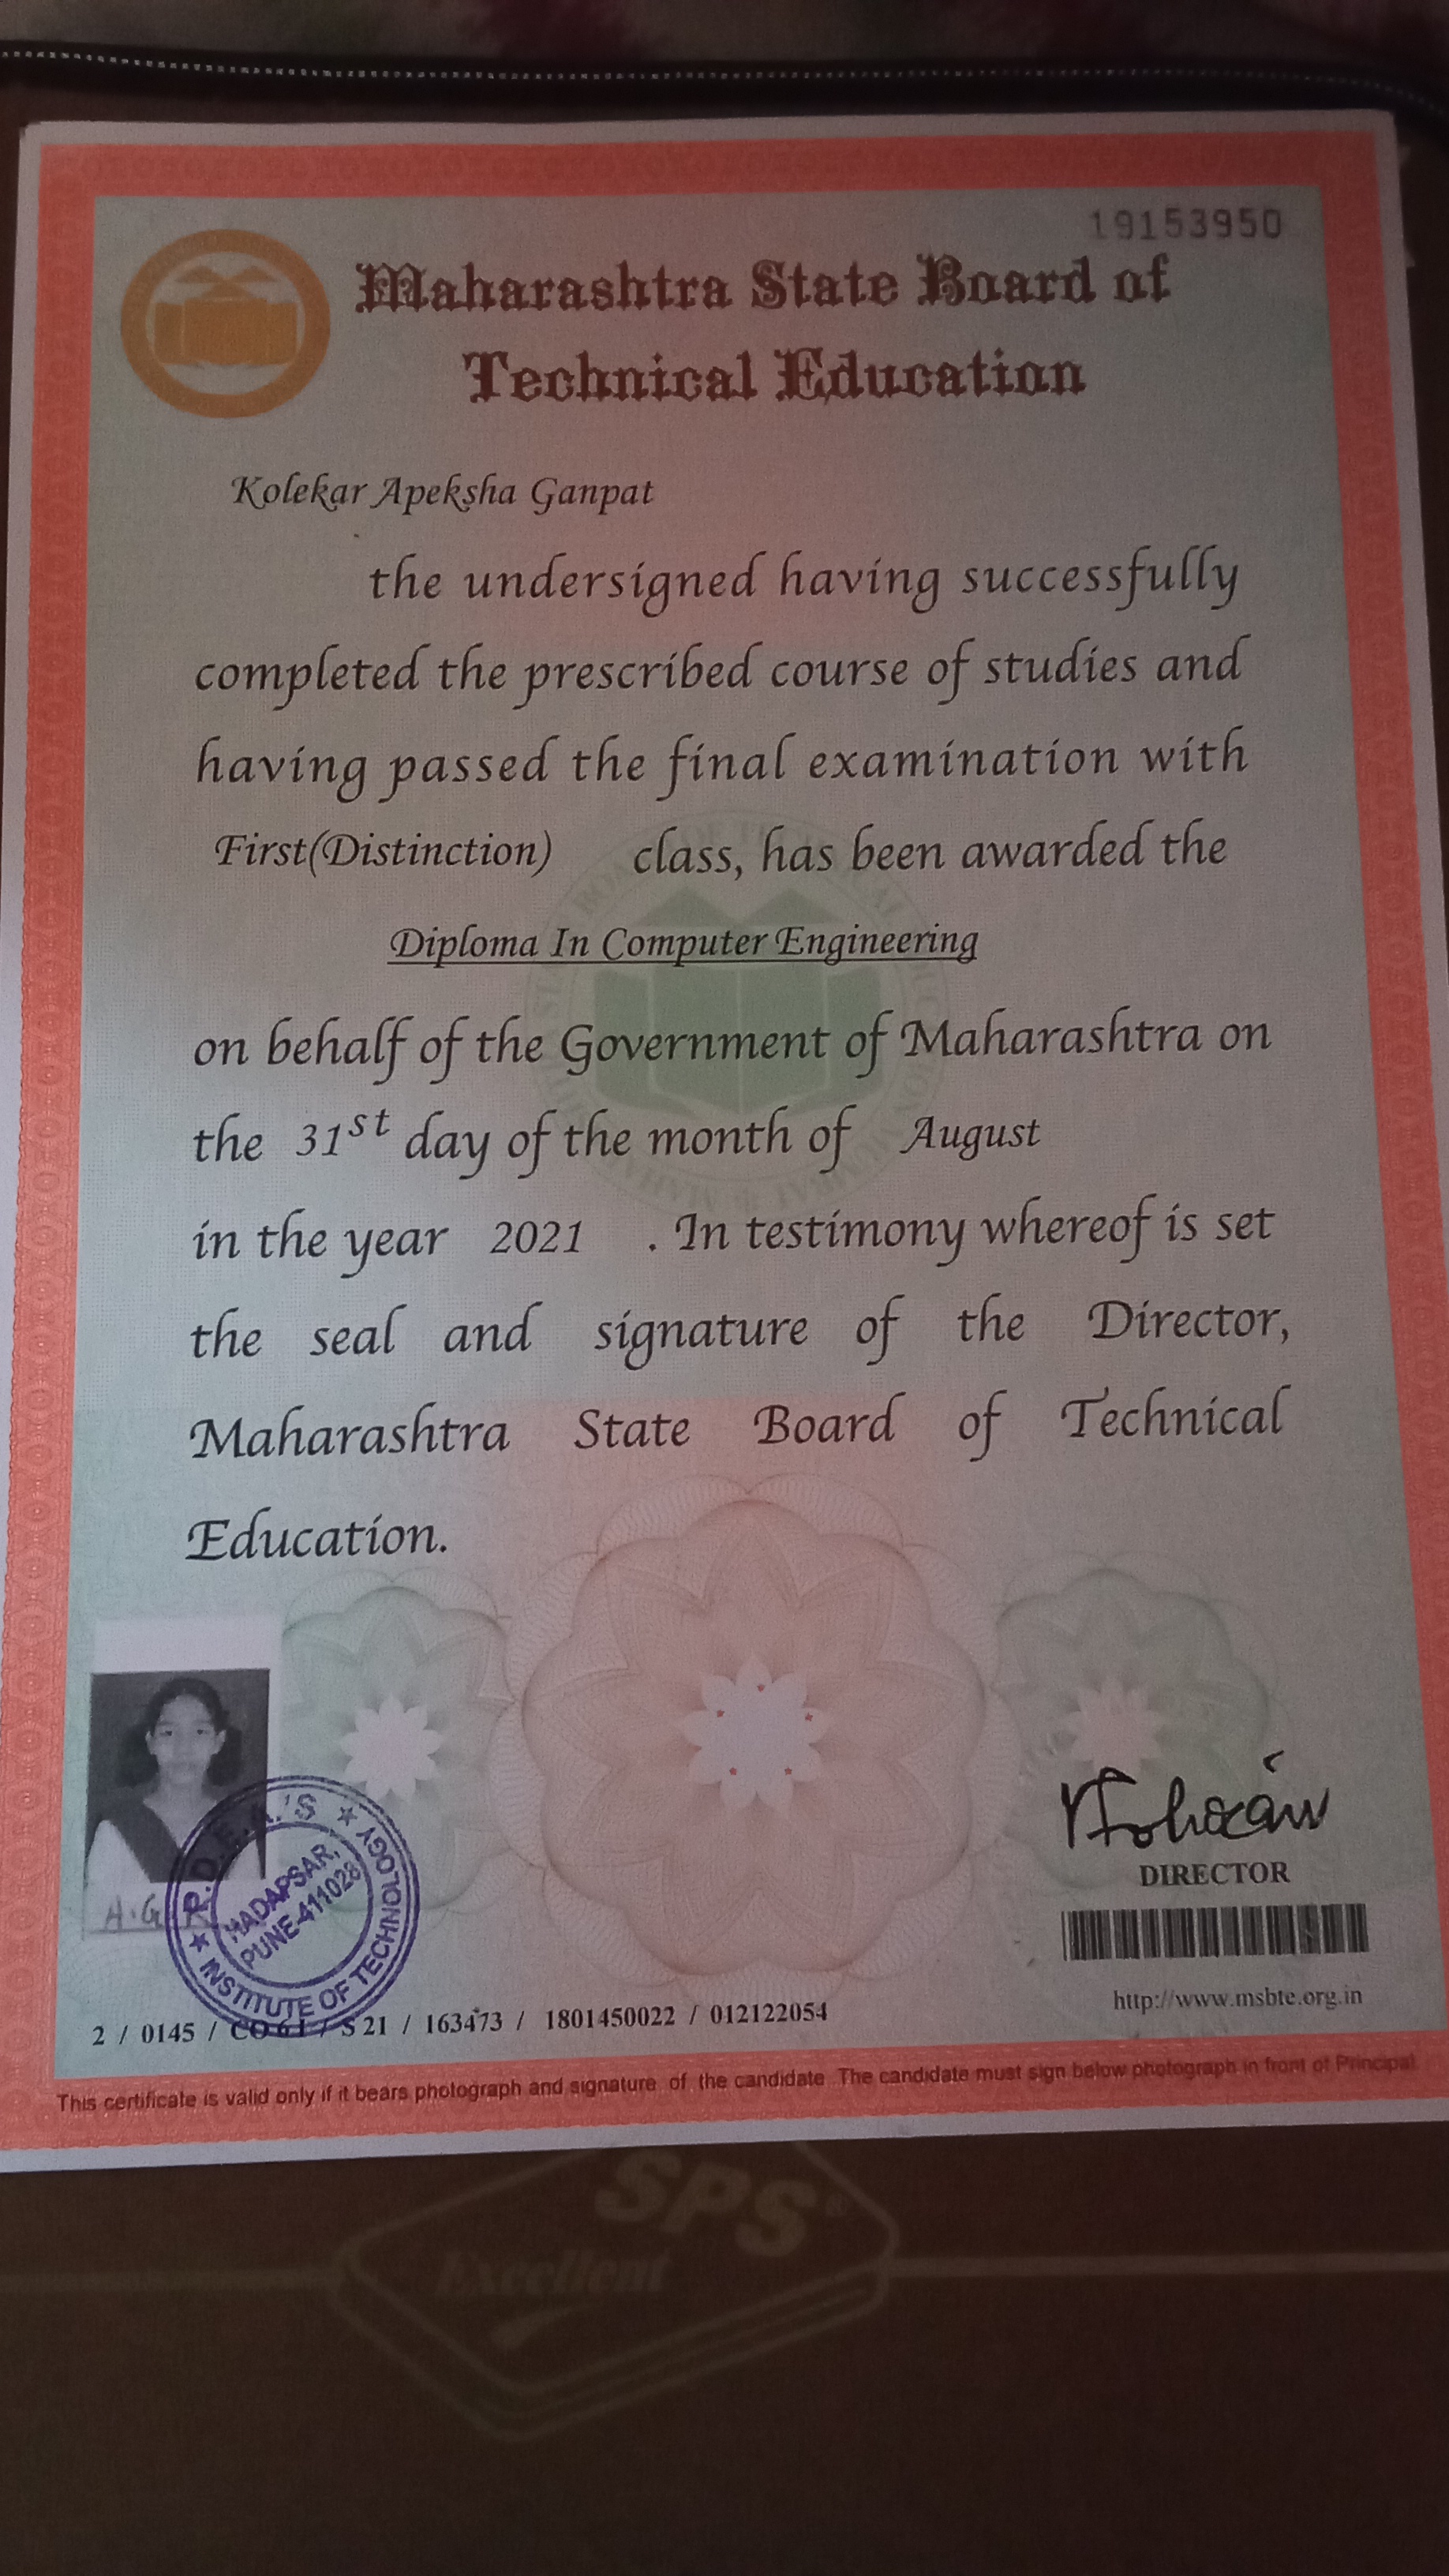 19153950
Maharashtra State Board of
Technical Education
Kolekar Apeksha Ganpat
the undersigned having successfully
completed the prescribed course of studies and
having passed the final examination with
First(Distinction) class, has been awarded the
Diploma In Computer Engineering
on behalf of the Government of Maharashtra on
the 31st day of the month of August
in the year 2021 . In testimony whereof is set
the seal and signature of the Director,
Maharashtra State Board of Technical
Education.
DIRECTOR
INSTITUTE OF TECHNOLOGY
HADAPSAR,
PUNE-411028
http://www.msbte.org.in
2 / 0145 / CO 6 I / S 21 / 163473 / 1801450022 / 012122054
This certificate is valid only if it bears photograph and signature of the candidate The candidate must sign below photograph in front of Principal
SPS
Excellent